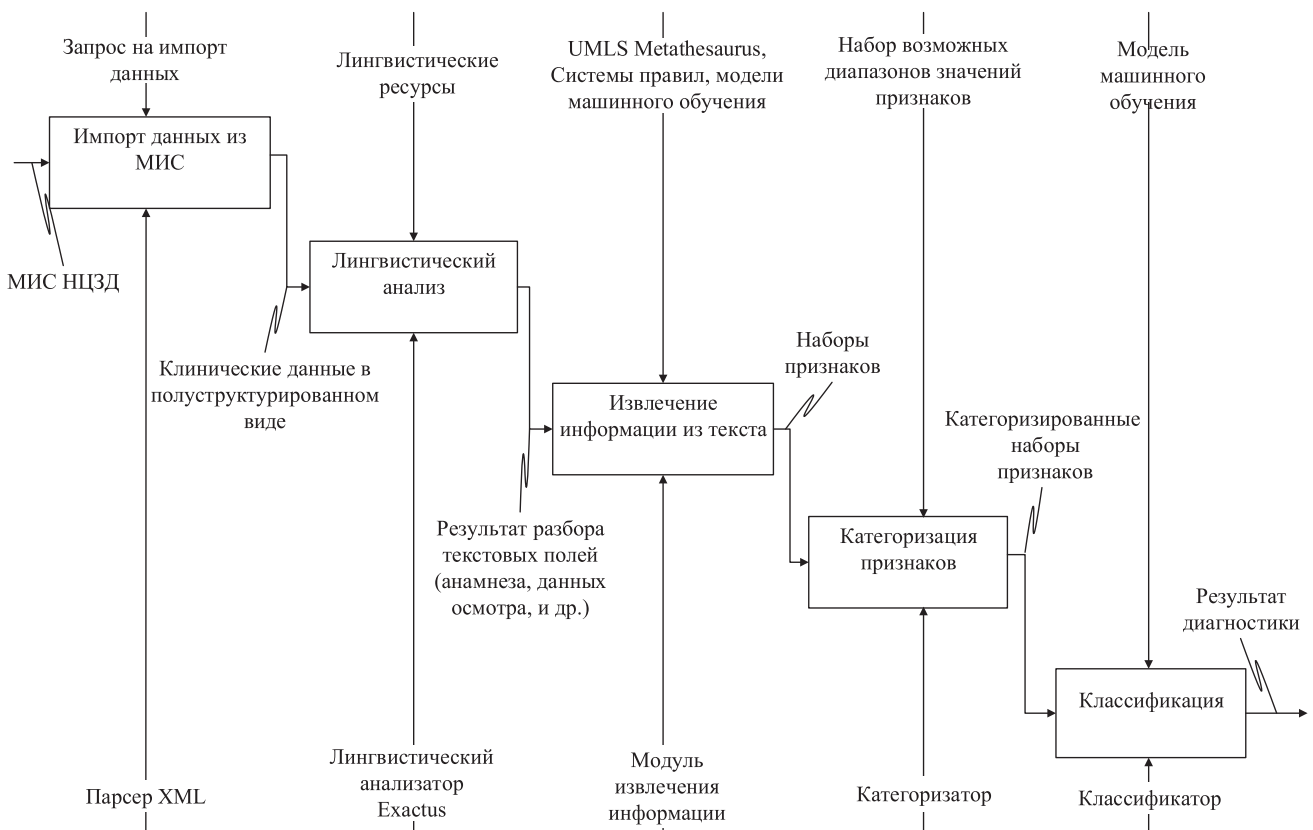 Запрос на импорт
данных
Лингвистические
ресурсы
UMLS Metathesaurus,
Системы правил, модели
машинного обучения
Набор возможных
диапазонов значений
признаков
Модель
машинного
обучения
Импорт данных из
МИС
МИС НЦЗД
Лингвистический
анализ
Клинические данные в
полуструктурированном
виде
Извлечение
информации из текста
Наборы
признаков
Результат разбора
текстовых полей
(анамнеза, данных
осмотра, и др.)
Категоризированные
наборы
признаков
Категоризация
признаков
Результат
диагностики
Классификация
Парсер XML
Лингвистический
анализатор
Exactus
Модуль
извлечения
информации
Категоризатор
Классификатор